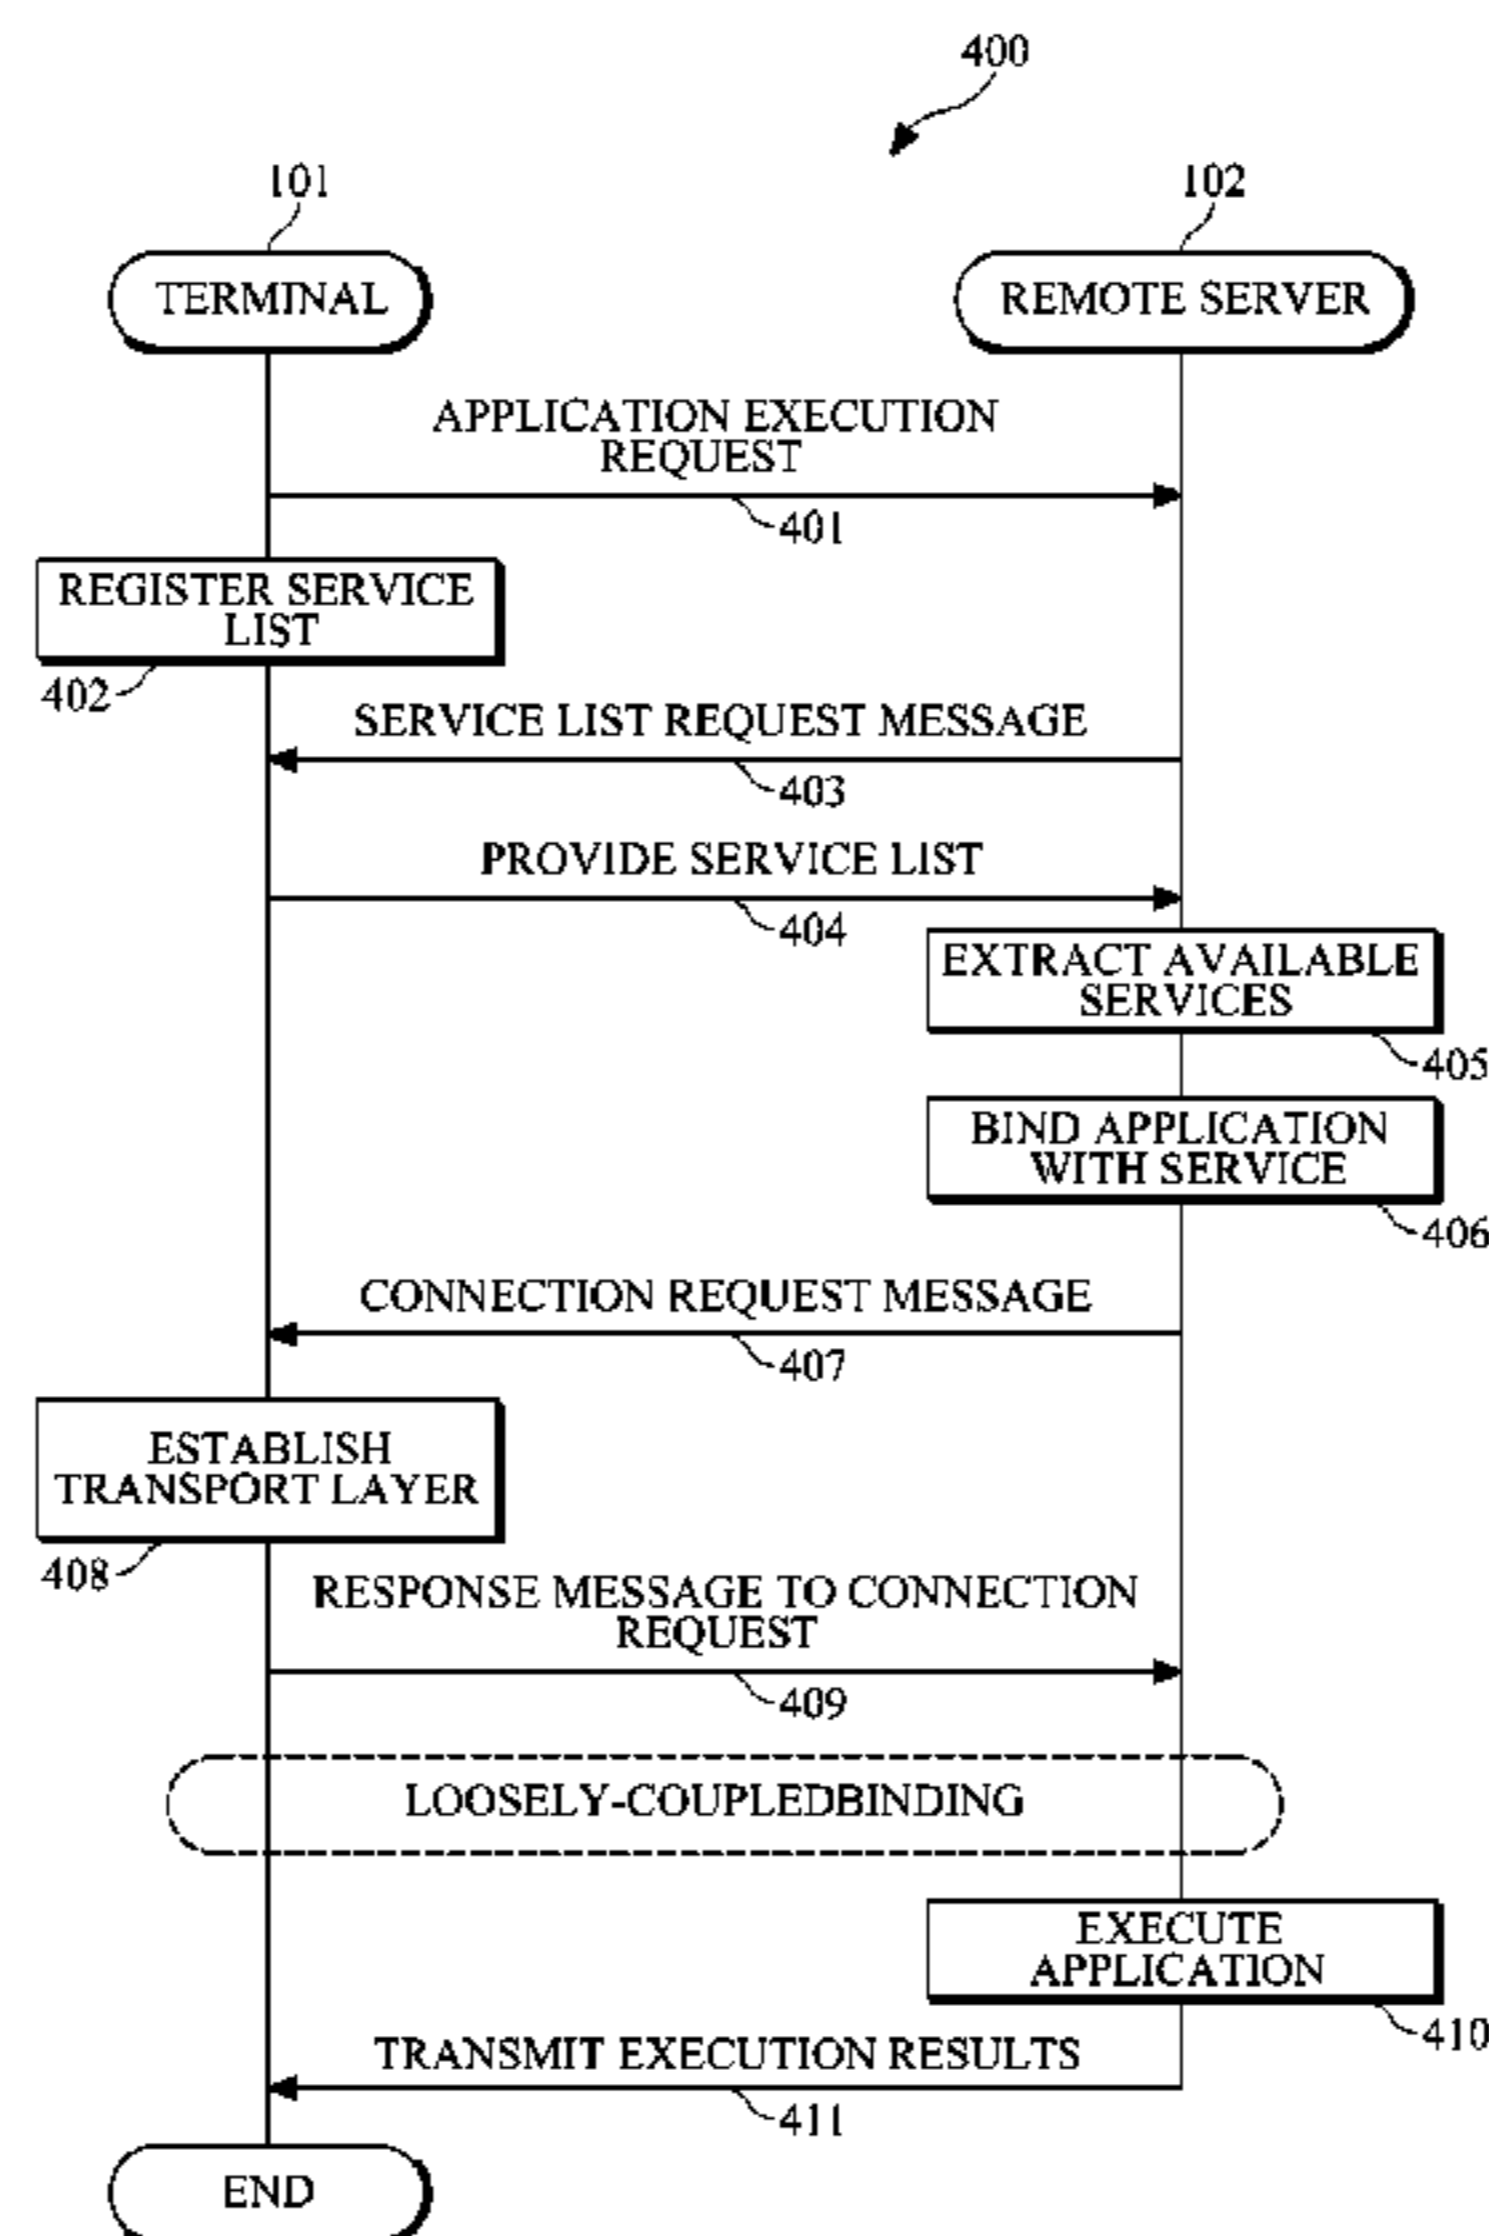 400
101
102
TERMINAL
REMOTE SERVER
APPLICATION EXECUTION
REQUEST
401
REGISTER SERVICE
LIST
402
SERVICE LIST REQUEST MESSAGE
403
PROVIDE SERVICE LIST
404
EXTRACT AVAILABLE
SERVICES
405
BIND APPLICATION
WITH SERVICE
406
CONNECTION REQUEST MESSAGE
407
ESTABLISH
TRANSPORT LAYER
408
RESPONSE MESSAGE TO CONNECTION
REQUEST
409
LOOSELY-COUPLEDBINDING
EXECUTE
APPLICATION
410
TRANSMIT EXECUTION RESULTS
411
END